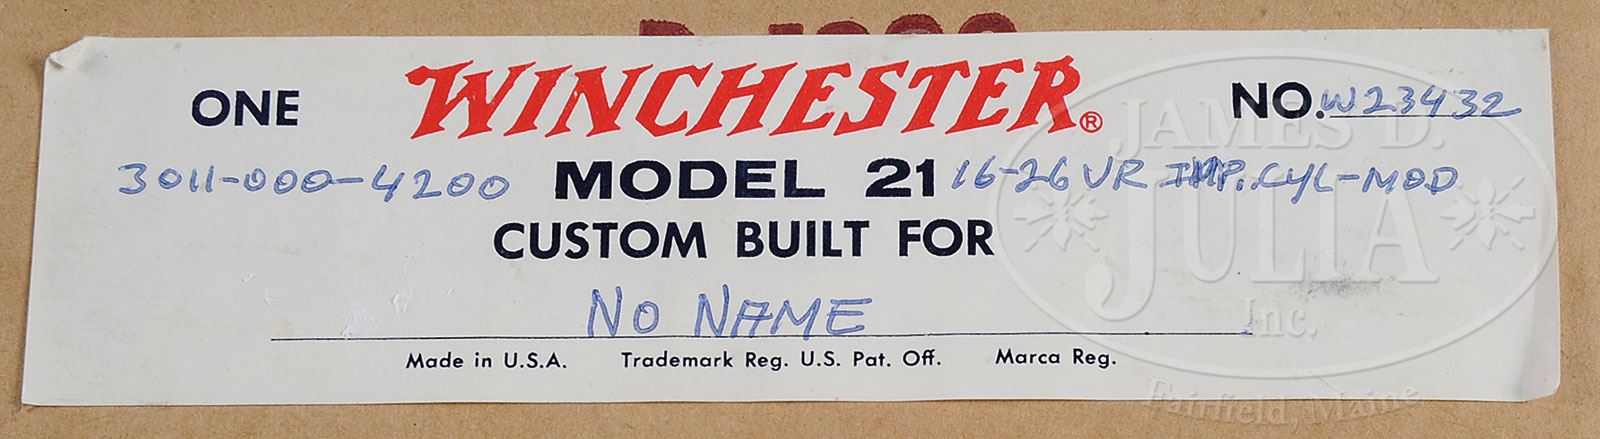 ONE WINCHESTER® NO. W23432
3011-000-4200 MODEL 21 16-26 VR IMP. CYL-MOD
CUSTOM BUILT FOR
NO NAME
Made in U.S.A. Trademark Reg. U.S. Pat. Off. Marca Reg.
JAMES D.
JULIA
Inc.
Fairfield, Maine